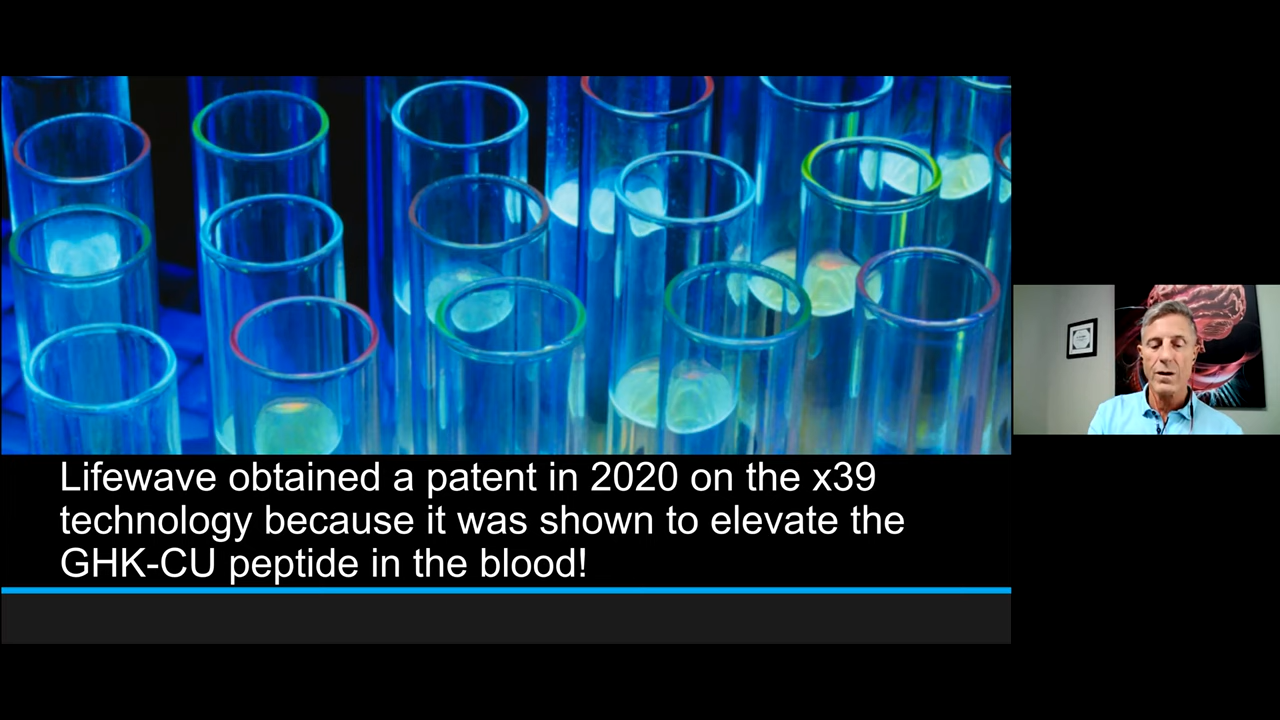 Lifewave obtained a patent in 2020 on the x39
technology because it was shown to elevate the
GHK-CU peptide in the blood!